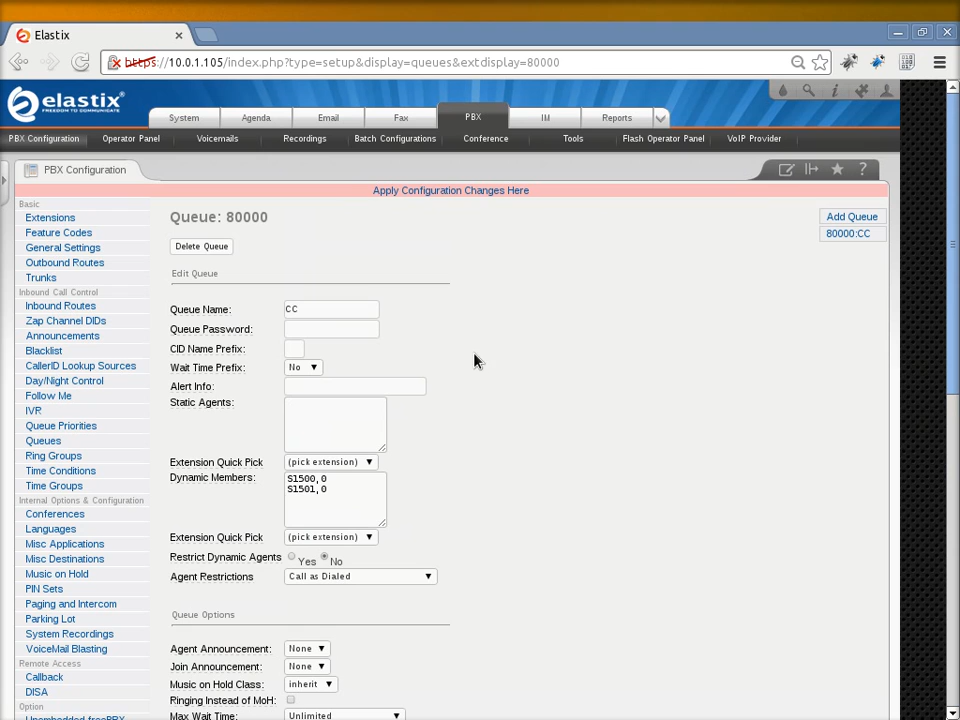 Elastix
https://10.0.1.105/index.php?type=setup&display=queues&extdisplay=80000
elastix
FREEDOM TO COMMUNICATE
System Agenda Email Fax PBX IM Reports
PBX Configuration Operator Panel Voicemails Recordings Batch Configurations Conference Tools Flash Operator Panel VoIP Provider
PBX Configuration
Apply Configuration Changes Here
Basic
Extensions
Feature Codes
General Settings
Outbound Routes
Trunks
Inbound Call Control
Inbound Routes
Zap Channel DIDs
Announcements
Blacklist
CallerID Lookup Sources
Day/Night Control
Follow Me
IVR
Queue Priorities
Queues
Ring Groups
Time Conditions
Time Groups
Internal Options & Configuration
Conferences
Languages
Misc Applications
Misc Destinations
Music on Hold
PIN Sets
Paging and Intercom
Parking Lot
System Recordings
VoiceMail Blasting
Remote Access
Callback
DISA
Option
Unembedded freePBX
Queue: 80000
Delete Queue
Edit Queue
Queue Name: CC
Queue Password:
CID Name Prefix:
Wait Time Prefix: No
Alert Info:
Static Agents:
Extension Quick Pick (pick extension)
Dynamic Members: S1500,0
S1501,0
Extension Quick Pick (pick extension)
Restrict Dynamic Agents Yes No
Agent Restrictions Call as Dialed
Queue Options
Agent Announcement: None
Join Announcement: None
Music on Hold Class: inherit
Ringing Instead of MoH:
Max Wait Time: Unlimited
Add Queue
80000:CC